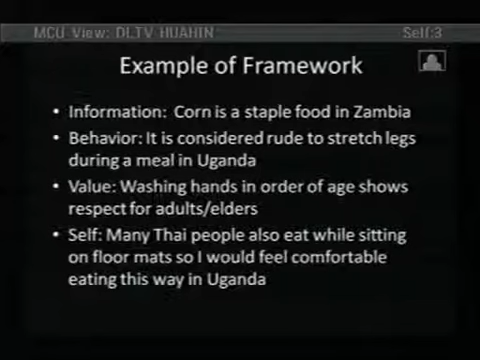 MCU View: DLTV HUAHIN
Self:3
Example of Framework
• Information: Corn is a staple food in Zambia
• Behavior: It is considered rude to stretch legs
during a meal in Uganda
• Value: Washing hands in order of age shows
respect for adults/elders
• Self: Many Thai people also eat while sitting
on floor mats so I would feel comfortable
eating this way in Uganda